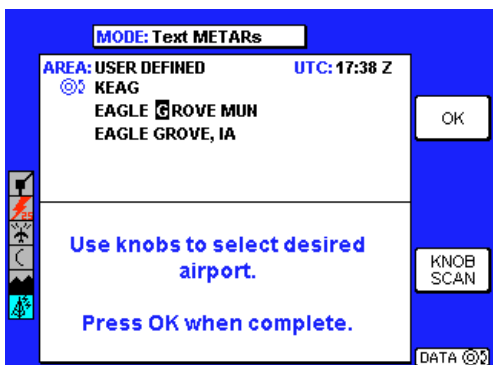 MODE: Text METARs
AREA: USER DEFINED UTC: 17:38 Z
KEAG
EAGLE GROVE MUN
EAGLE GROVE, IA
OK
25
Use knobs to select desired
airport.
KNOB
SCAN
Press OK when complete.
DATA